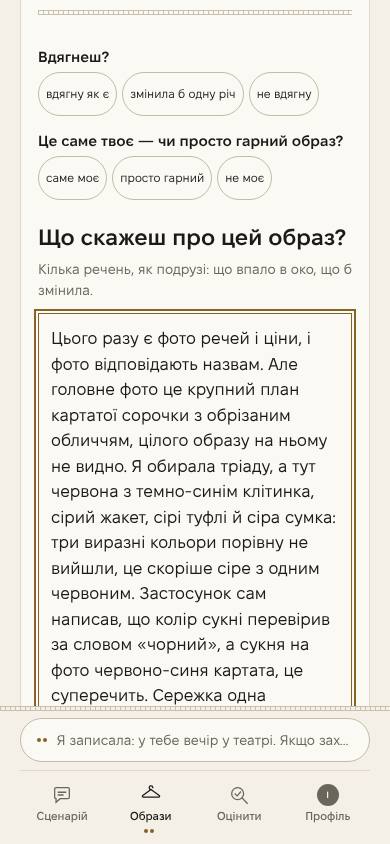 Вдягнеш?
вдягну як є
змінила б одну річ
не вдягну
Це саме твоє — чи просто гарний образ?
саме моє
просто гарний
не моє
Що скажеш про цей образ?
Кілька речень, як подрузі: що впало в око, що б
змінила.
Цього разу є фото речей і ціни, і
фото відповідають назвам. Але
головне фото це крупний план
картатої сорочки з обрізаним
обличчям, цілого образу на ньому
не видно. Я обирала тріаду, а тут
червона з темно-синім клітинка,
сірий жакет, сірі туфлі й сіра сумка:
три виразні кольори порівну не
вийшли, це скоріше сіре з одним
червоним. Застосунок сам
написав, що колір сукні перевірив
за словом «чорний», а сукня на
фото червоно-синя картата, це
суперечить. Сережка одна
Я записала: у тебе вечір у театрі. Якщо зах...
Сценарій
Образи
Оцінити
І
Профіль